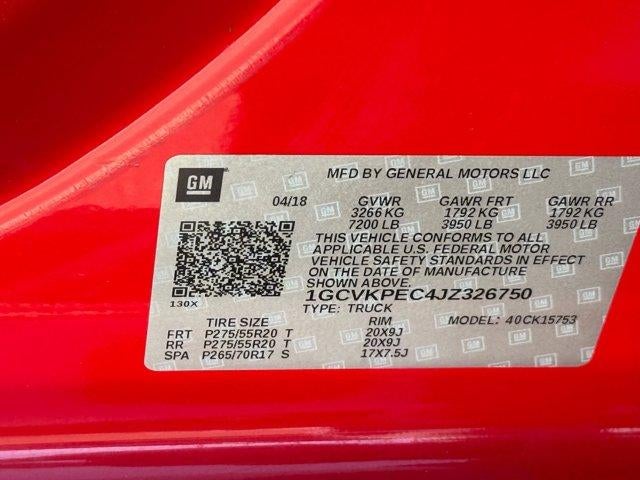 GM MFD BY GENERAL MOTORS LLC
04/18 GVWR GAWR FRT GAWR RR
3266 KG 1792 KG 1792 KG
7200 LB 3950 LB 3950 LB
THIS VEHICLE CONFORMS TO ALL
APPLICABLE U.S. FEDERAL MOTOR
VEHICLE SAFETY STANDARDS IN EFFECT
ON THE DATE OF MANUFACTURE
SHOWN ABOVE.
130X 1GCVKPEC4JZ326750
TYPE: TRUCK MODEL: 40CK15753
TIRE SIZE RIM
FRT P275/55R20 T 20X9J
RR P275/55R20 T 20X9J
SPA P265/70R17 S 17X7.5J